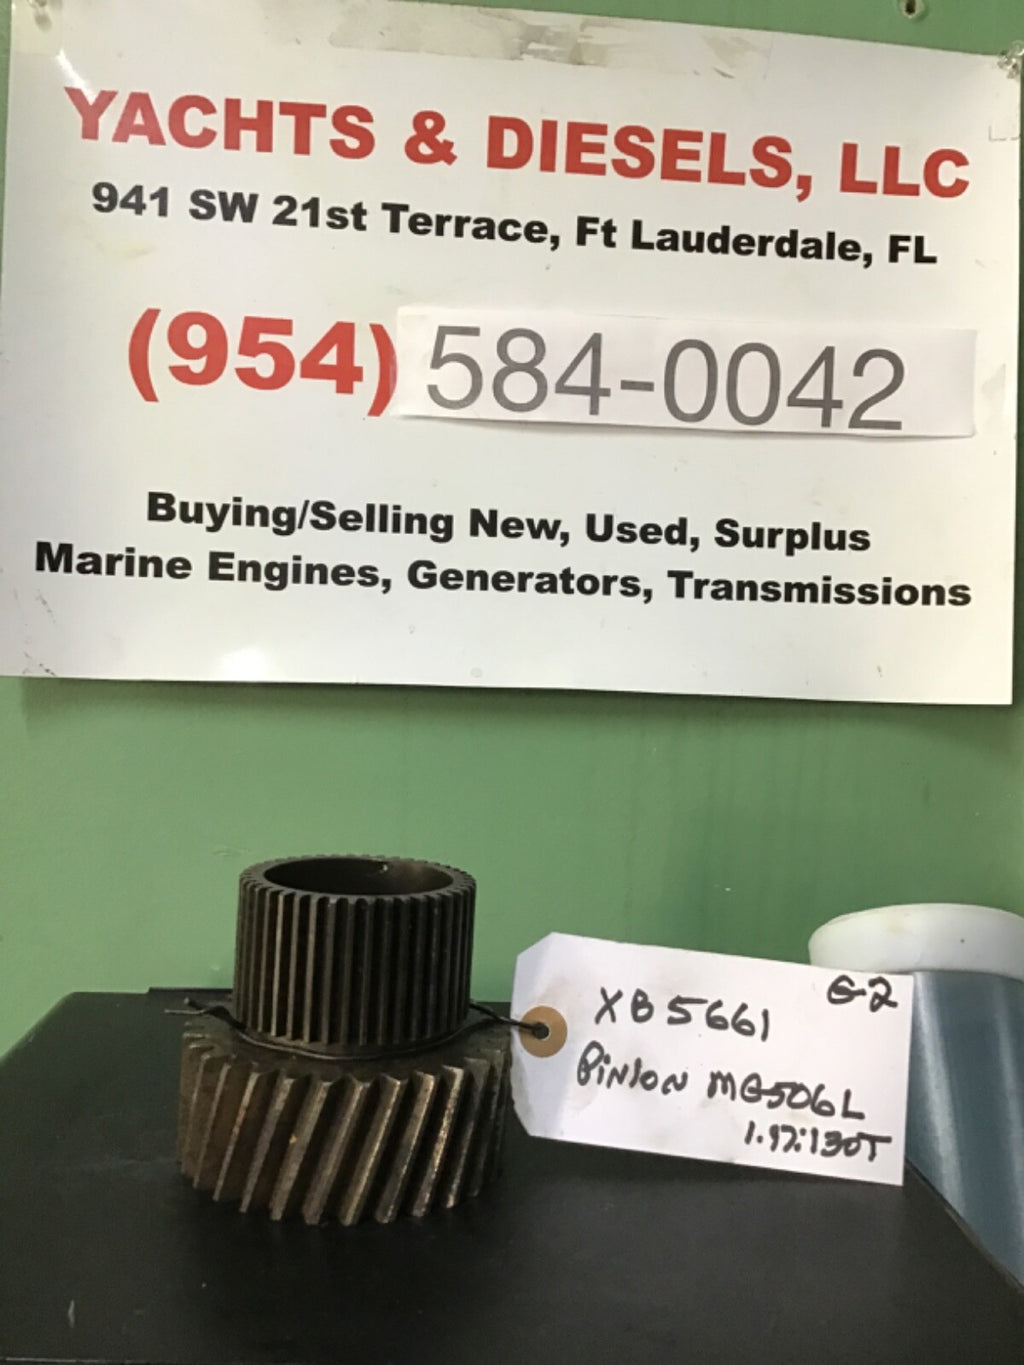 YACHTS & DIESELS, LLC
941 SW 21st Terrace, Ft Lauderdale, FL
(954) 584-0042
Buying/Selling New, Used, Surplus
Marine Engines, Generators, Transmissions
G-2
XB5661
PINION MG506L
1.97:1 30T